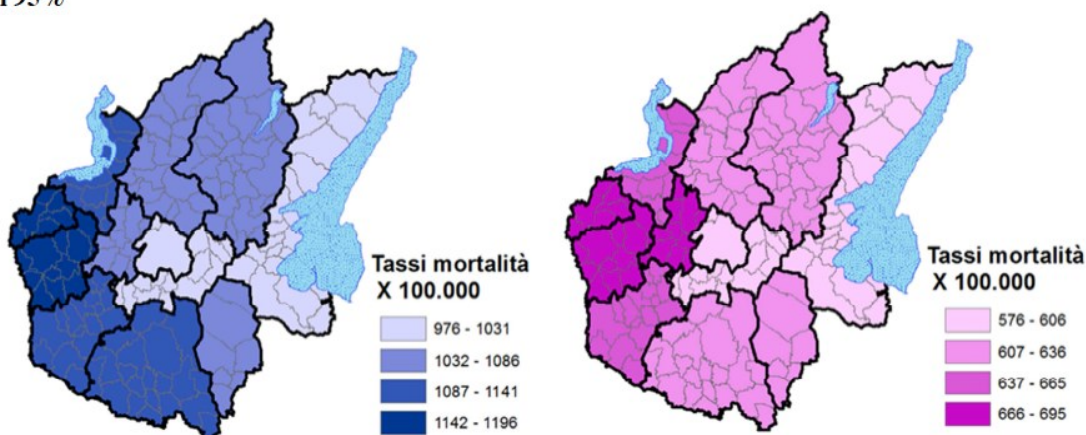 Tassi mortalità
X 100.000
976 - 1031
1032 - 1086
1087 - 1141
1142 - 1196
Tassi mortalità
X 100.000
576 - 606
607 - 636
637 - 665
666 - 695